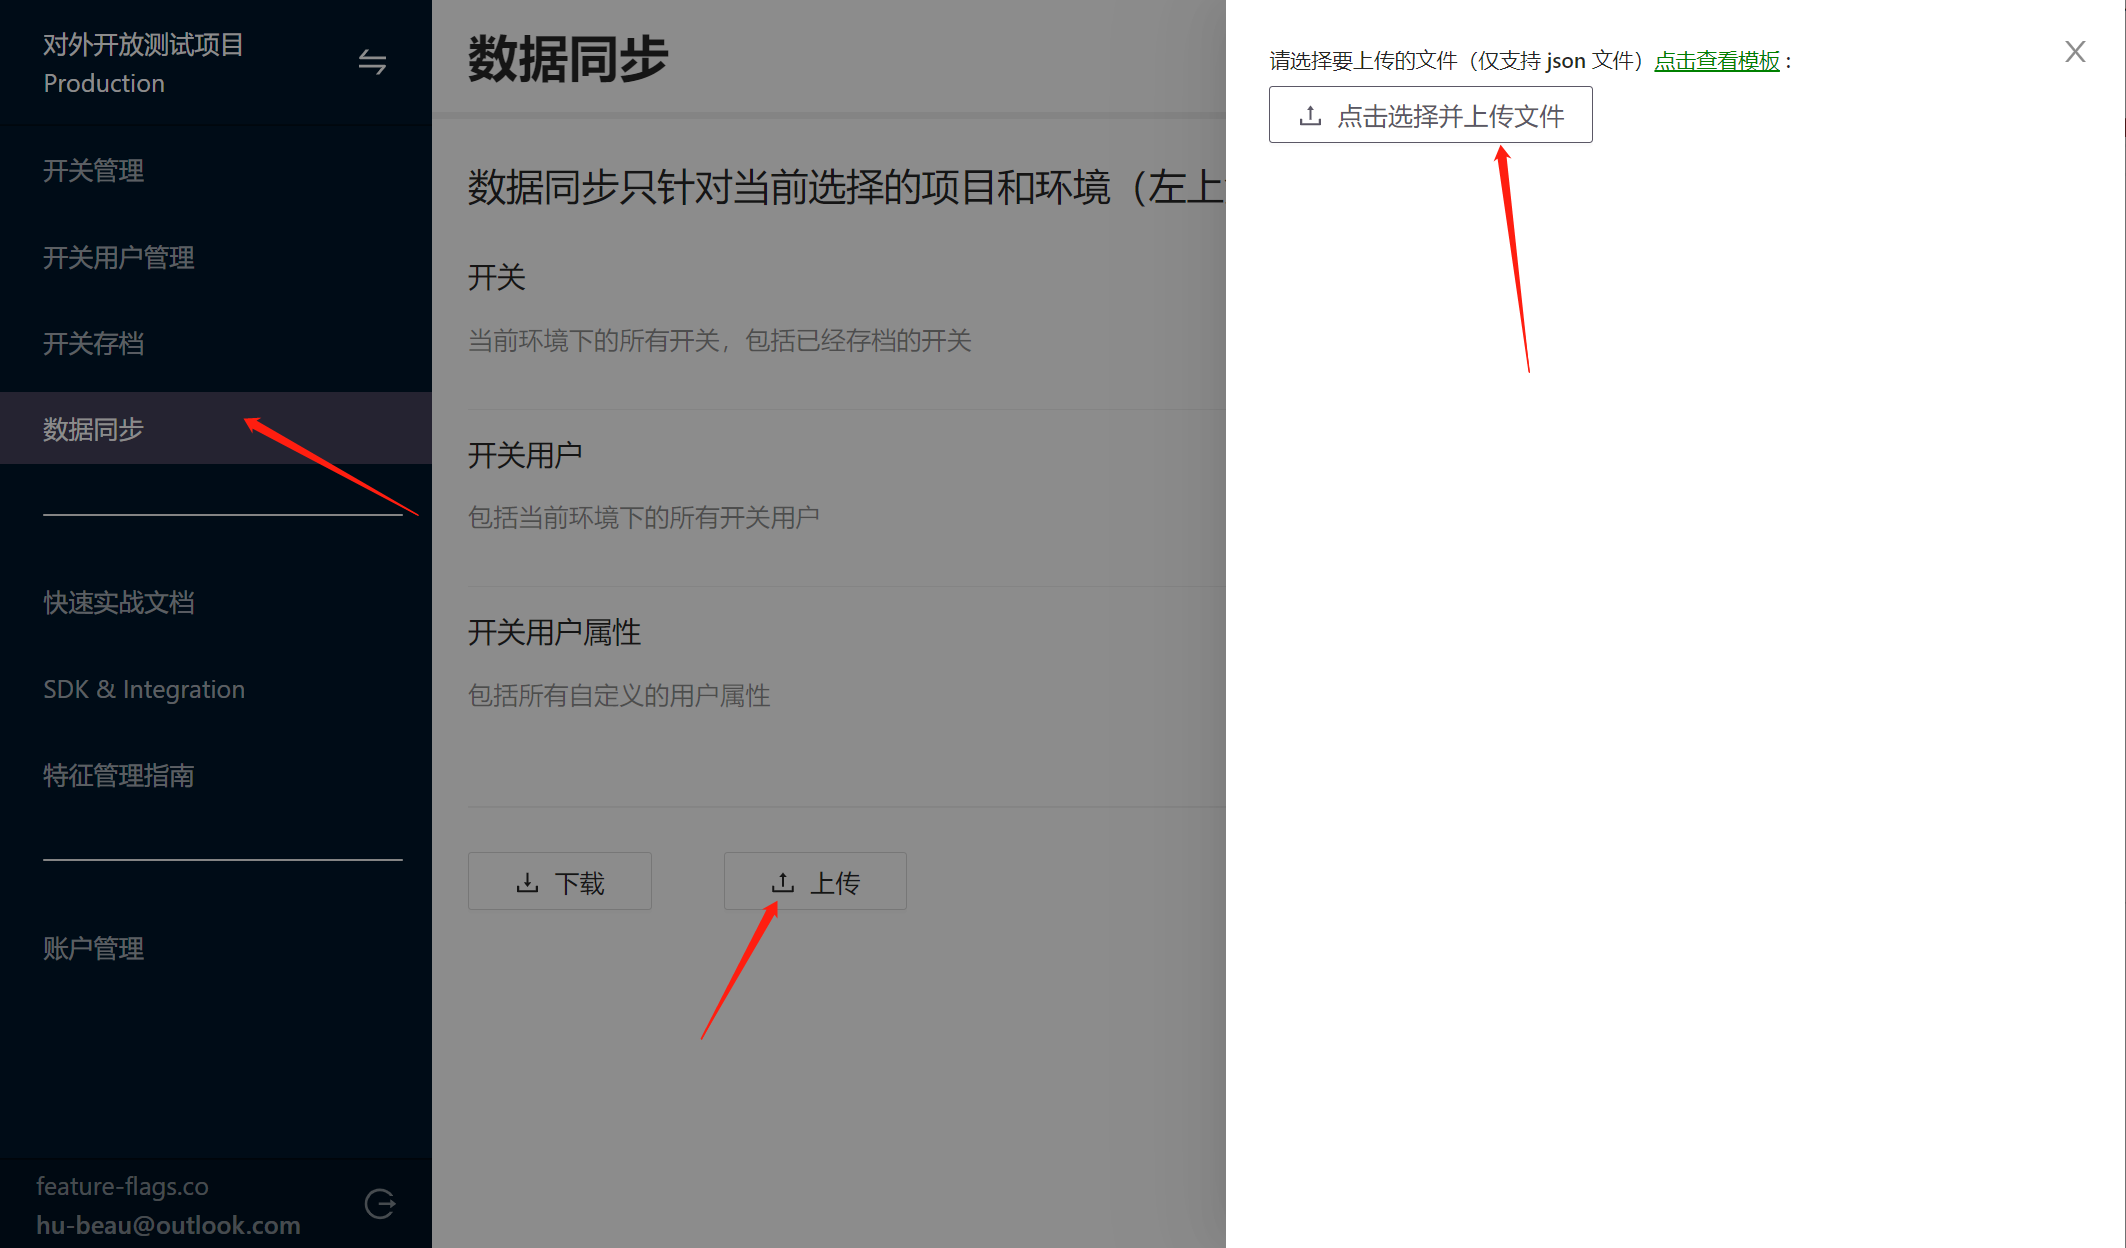 对外开放测试项目
Production
开关管理
开关用户管理
开关存档
数据同步
快速实战文档
SDK & Integration
特征管理指南
账户管理
feature-flags.co
hu-beau@outlook.com
数据同步
数据同步只针对当前选择的项目和环境（左上
开关
当前环境下的所有开关，包括已经存档的开关
开关用户
包括当前环境下的所有开关用户
开关用户属性
包括所有自定义的用户属性
下载
上传
请选择要上传的文件（仅支持 json 文件）点击查看模板 :
点击选择并上传文件